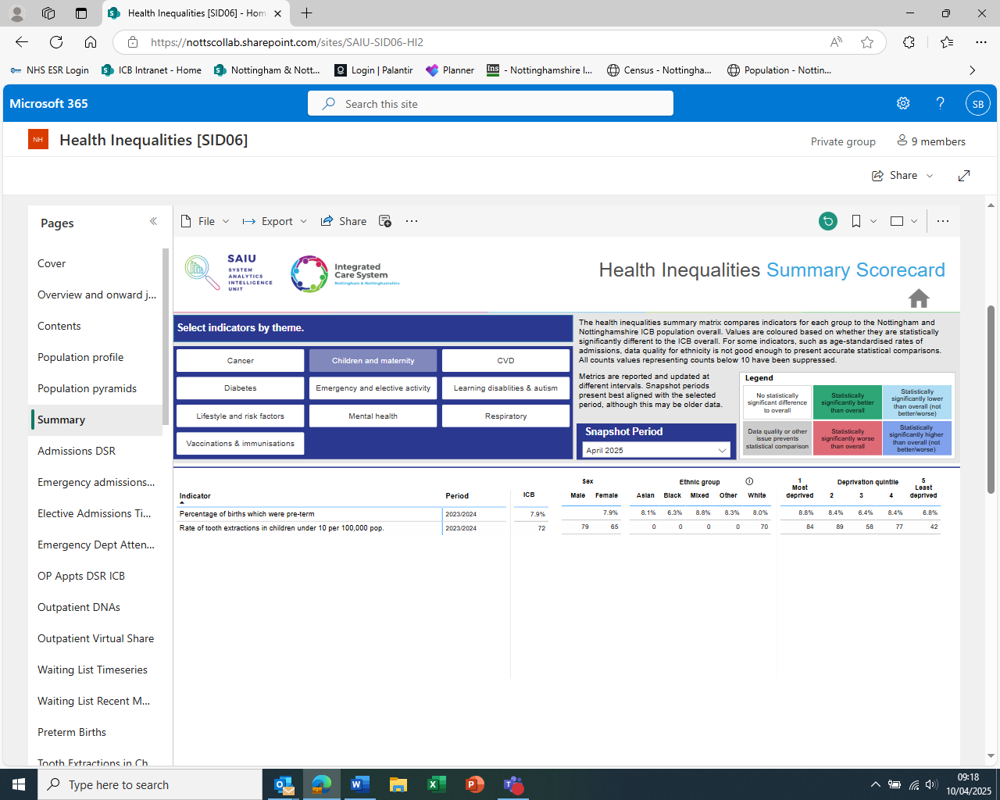 Health Inequalities [SID06] - Hom
https://nottscollab.sharepoint.com/sites/SAIU-SID06-HI2
NHS ESR Login
ICB Intranet - Home
Nottingham & Nott...
Login | Palantir
Planner
Ins
- Nottinghamshire I...
Census - Nottingha...
Population - Nottin...
Microsoft 365
Search this site
SB
NH
Health Inequalities [SID06]
Private group
9 members
Share
Pages
File
Export
Share
Cover
Overview and onward j...
Contents
Population profile
Population pyramids
Summary
Admissions DSR
Emergency admissions...
Elective Admissions Ti...
Emergency Dept Atten...
OP Appts DSR ICB
Outpatient DNAs
Outpatient Virtual Share
Waiting List Timeseries
Waiting List Recent M...
Preterm Births
Tooth Extractions in Ch
SAIU
SYSTEM
ANALYTICS
INTELLIGENCE
UNIT
Integrated
Care System
Nottingham & Nottinghamshire
Health Inequalities Summary Scorecard
Select indicators by theme.
Cancer
Children and maternity
CVD
Diabetes
Emergency and elective activity
Learning disabilities & autism
Lifestyle and risk factors
Mental health
Respiratory
Vaccinations & immunisations
The health inequalities summary matrix compares indicators for each group to the Nottingham and
Nottinghamshire ICB population overall. Values are coloured based on whether they are statistically
significantly different to the ICB overall. For some indicators, such as age-standardised rates of
admissions, data quality for ethnicity is not good enough to present accurate statistical comparisons.
All counts values representing counts below 10 have been suppressed.
Metrics are reported and updated at
different intervals. Snapshot periods
present best aligned with the selected
period, although this may be older data.
Snapshot Period
April 2025
Legend
No statistically
significant difference
to overall
Statistically
significantly better
than overall
Statistically
significantly lower
than overall (not
better/worse)
Data quality or other
issue prevents
statistical comparison
Statistically
significantly worse
than overall
Statistically
significantly higher
than overall (not
better/worse)
Sex Ethnic group Deprivation quintile
Indicator Period ICB Male Female Asian Black Mixed Other White 1 Most deprived 2 3 4 5 Least deprived
Percentage of births which were pre-term 2023/2024 7.9% 7.9% 8.1% 6.3% 8.8% 8.3% 8.0% 8.8% 8.4% 6.4% 8.4% 6.8%
Rate of tooth extractions in children under 10 per 100,000 pop. 2023/2024 72 79 65 0 0 0 0 70 84 89 58 77 42
Type here to search
09:18
10/04/2025